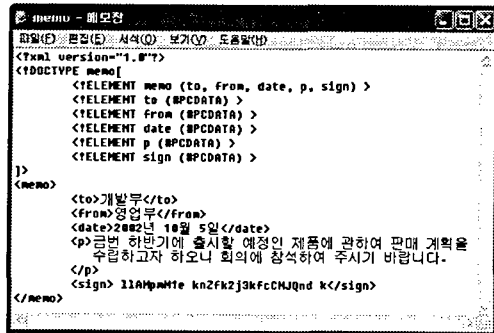 memo - 메모장
파일(F) 편집(E) 서식(O) 보기(V) 도움말(H)
<?xml version="1.0"?>
<!DOCTYPE memo[
<!ELEMENT memo (to, from, date, p, sign) >
<!ELEMENT to (#PCDATA) >
<!ELEMENT from (#PCDATA) >
<!ELEMENT date (#PCDATA) >
<!ELEMENT p (#PCDATA) >
<!ELEMENT sign (#PCDATA) >
]>
<memo>
<to>개발부</to>
<from>영업부</from>
<date>2002년 10월 5일</date>
<p>금번 하반기에 출시할 예정인 제품에 관하여 판매 계획을
수립하고자 하오니 회의에 참석하여 주시기 바랍니다.
</p>
<sign> k</sign>
</memo>